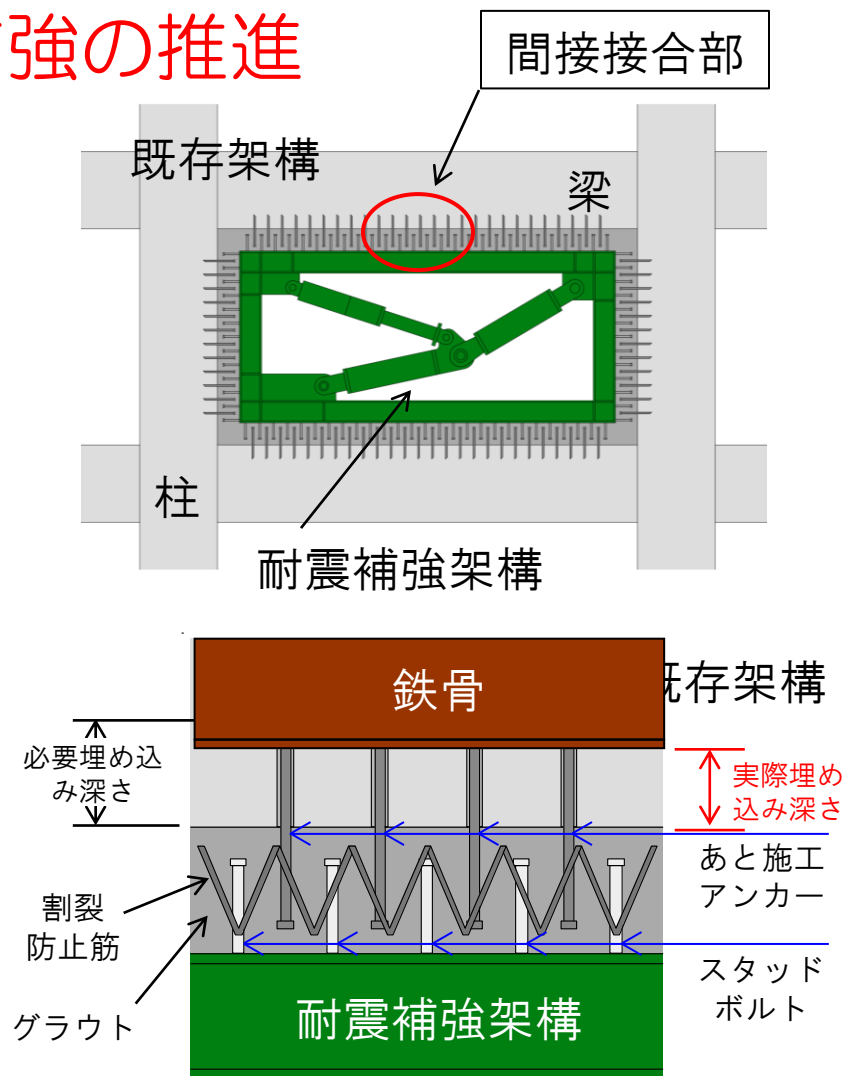 強の推進
間接接合部
既存架構
梁
柱
耐震補強架構
鉄骨
既存架構
必要埋め込
み深さ
実際埋め
込み深さ
あと施工
アンカー
割裂
防止筋
スタッド
ボルト
グラウト
耐震補強架構